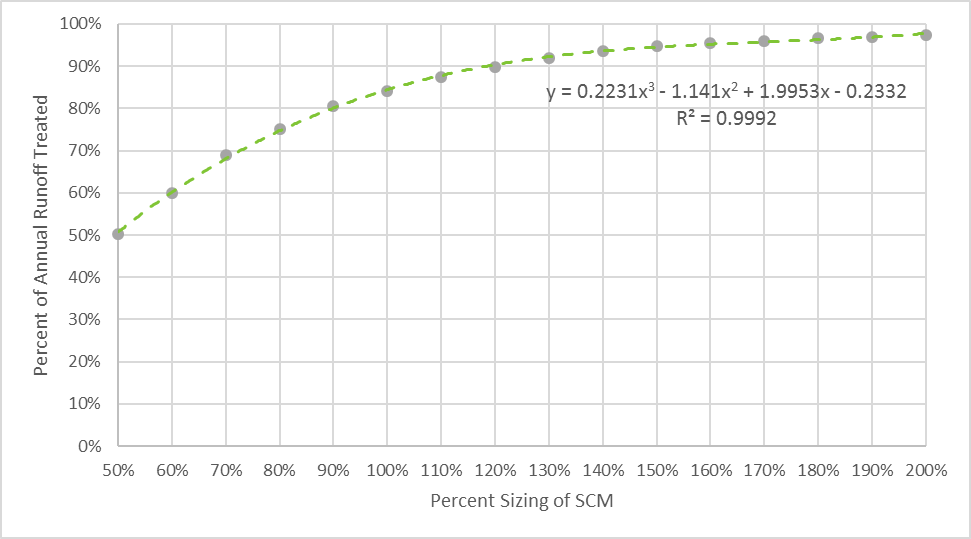 100%
90%
80%
70%
60%
50%
40%
30%
20%
10%
0%
Percent of Annual Runoff Treated
y = 0.2231x³ - 1.141x² + 1.9953x - 0.2332
R² = 0.9992
50% 60% 70% 80% 90% 100% 110% 120% 130% 140% 150% 160% 170% 180% 190% 200%
Percent Sizing of SCM